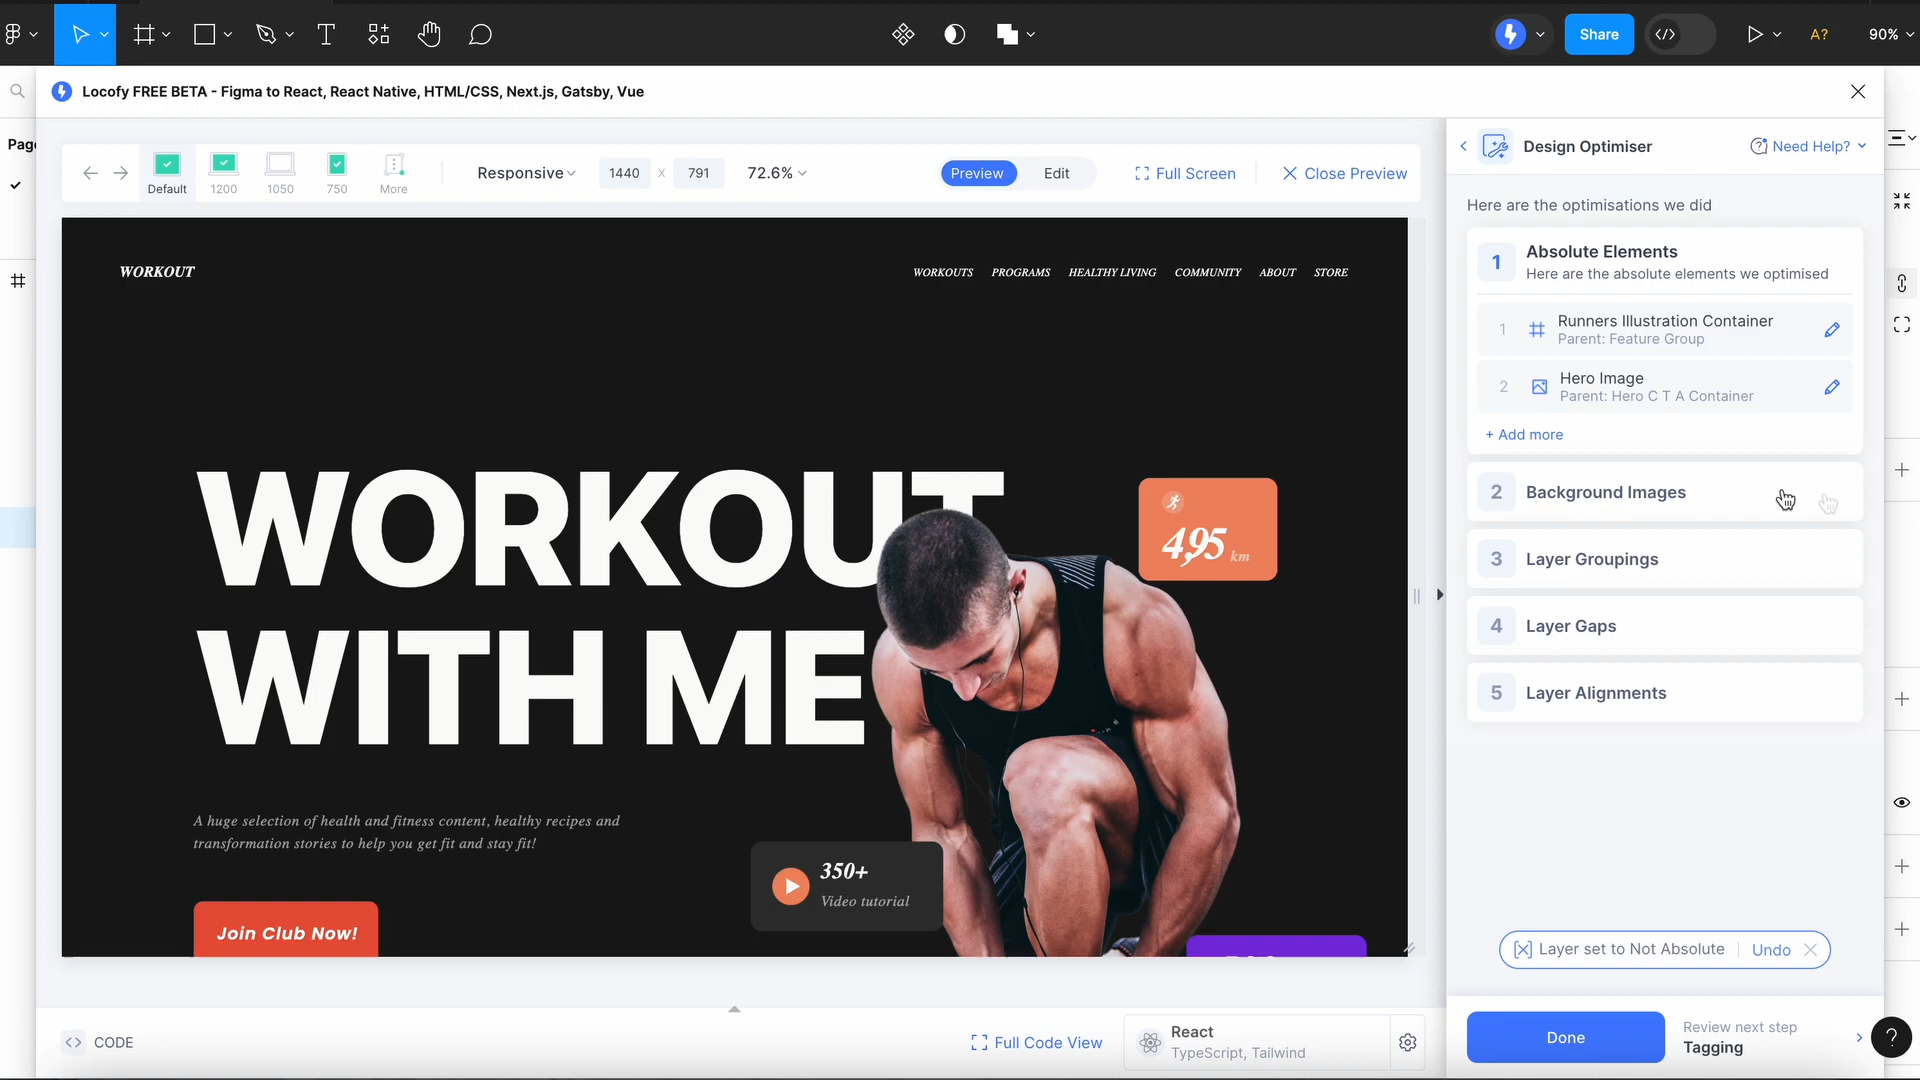 Share
A?
90%
Locofy FREE BETA - Figma to React, React Native, HTML/CSS, Next.js, Gatsby, Vue
Page
Default
1200
1050
750
More
Responsive
1440 x 791
72.6%
Preview
Edit
Full Screen
Close Preview
WORKOUT
WORKOUTS
PROGRAMS
HEALTHY LIVING
COMMUNITY
ABOUT
STORE
WORKOUT
WITH ME
495 km
A huge selection of health and fitness content, healthy recipes and
transformation stories to help you get fit and stay fit!
350+
Video tutorial
Join Club Now!
CODE
Full Code View
React
TypeScript, Tailwind
Design Optimiser
Need Help?
Here are the optimisations we did
1
Absolute Elements
Here are the absolute elements we optimised
1
Runners Illustration Container
Parent: Feature Group
2
Hero Image
Parent: Hero C T A Container
+ Add more
2 Background Images
3 Layer Groupings
4 Layer Gaps
5 Layer Alignments
Layer set to Not Absolute
Undo
Done
Review next step
Tagging
?